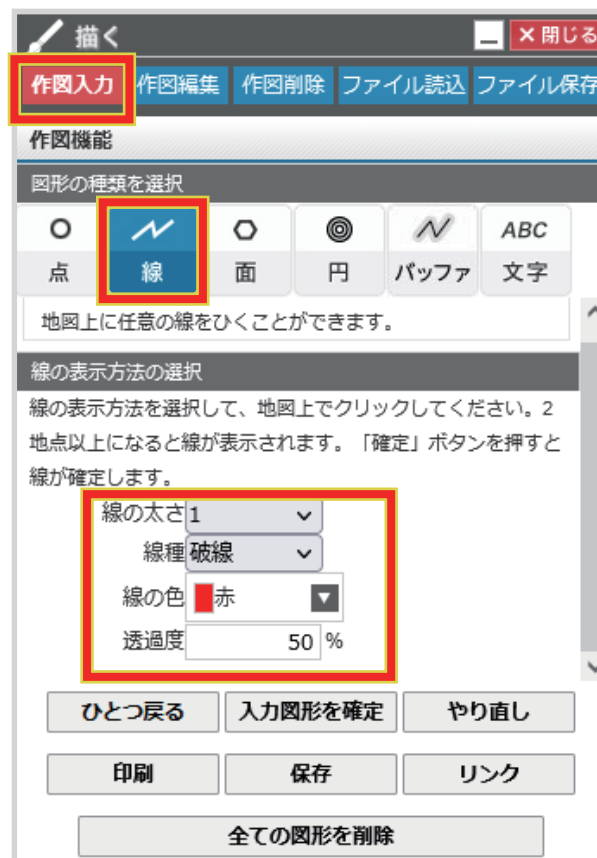 描く
×閉じる
作図入力 作図編集 作図削除 ファイル読込 ファイル保存
作図機能
図形の種類を選択
点 線 面 円 バッファ ABC 文字
地図上に任意の線をひくことができます。
線の表示方法の選択
線の表示方法を選択して、地図上でクリックしてください。2
地点以上になると線が表示されます。「確定」ボタンを押すと
線が確定します。
線の太さ 1
線種 破線
線の色 赤
透過度 50 %
ひとつ戻る 入力図形を確定 やり直し
印刷 保存 リンク
全ての図形を削除